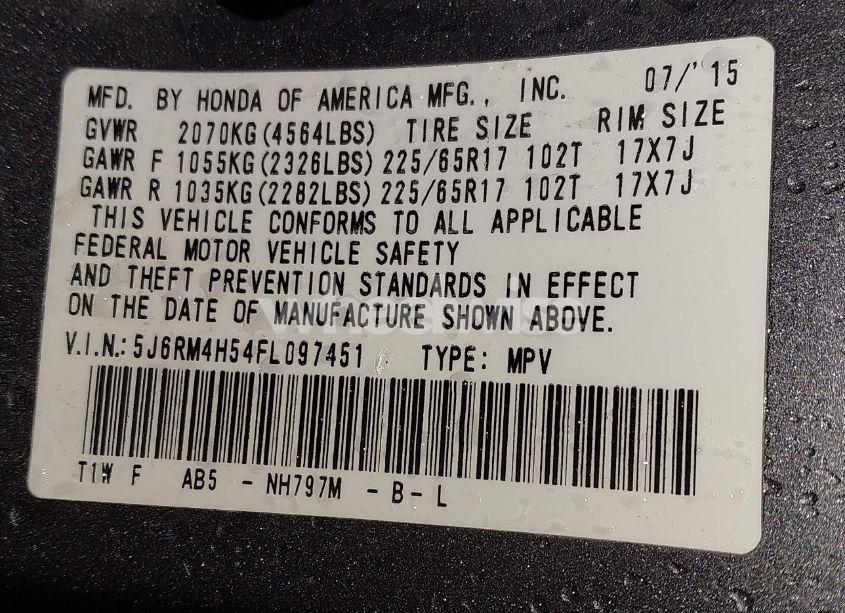 MFD. BY HONDA OF AMERICA MFG., INC. 07/'15
GVWR 2070KG(4564LBS) TIRE SIZE RIM SIZE
GAWR F 1055KG(2326LBS) 225/65R17 102T 17X7J
GAWR R 1035KG(2282LBS) 225/65R17 102T 17X7J
THIS VEHICLE CONFORMS TO ALL APPLICABLE
FEDERAL MOTOR VEHICLE SAFETY
AND THEFT PREVENTION STANDARDS IN EFFECT
ON THE DATE OF MANUFACTURE SHOWN ABOVE.
V.I.N.: 5J6RM4H54FL097451 TYPE: MPV
T1W F AB5 - NH797M - B - L